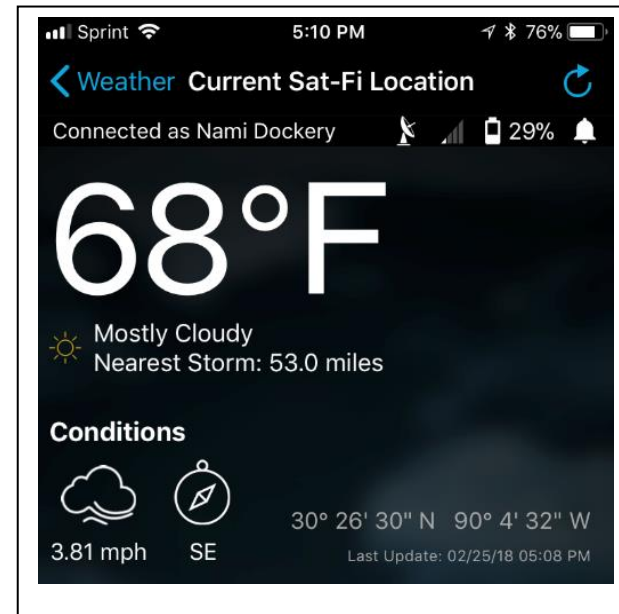 Sprint 5:10 PM 76%
Weather Current Sat-Fi Location
Connected as Nami Dockery 29%
68°F
Mostly Cloudy
Nearest Storm: 53.0 miles
Conditions
30° 26' 30" N 90° 4' 32" W
3.81 mph SE Last Update: 02/25/18 05:08 PM